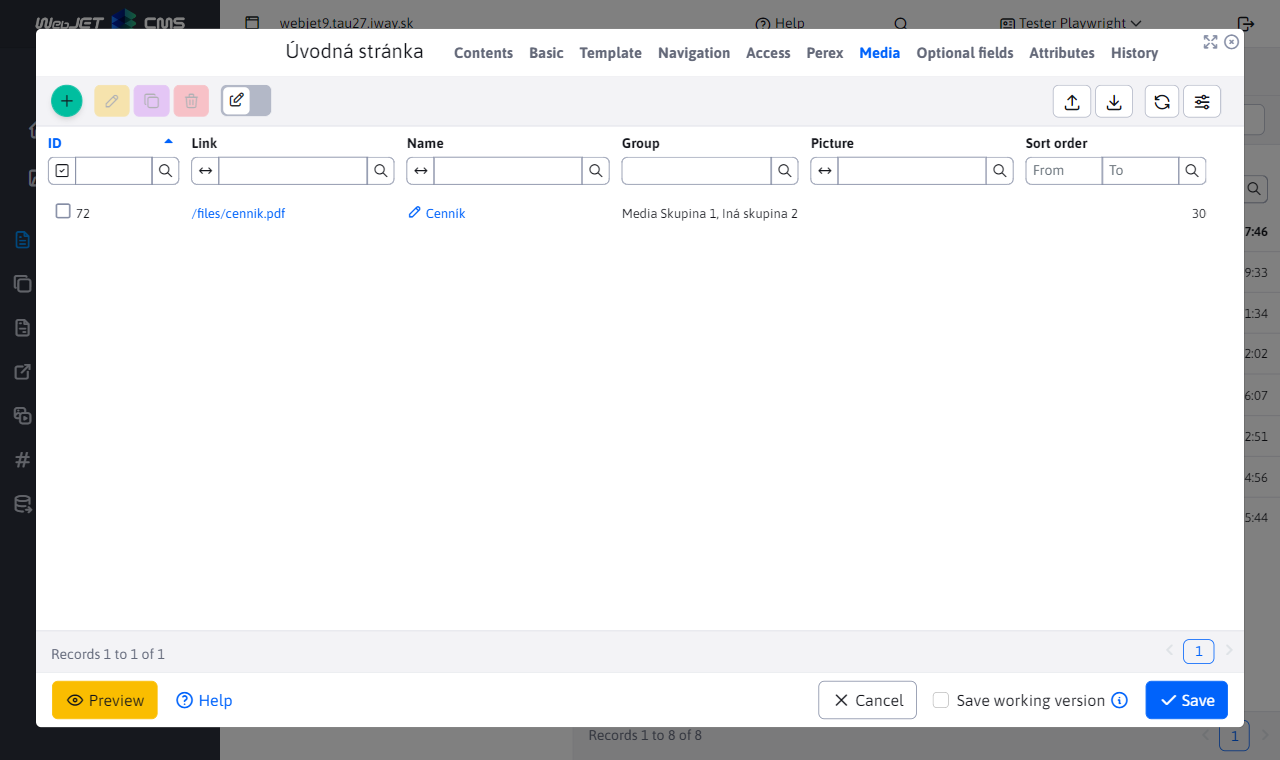 WebJET CMS
webjet9.tau27.iway.sk
Help
Tester Playwright
Úvodná stránka
Contents
Basic
Template
Navigation
Access
Perex
Media
Optional fields
Attributes
History
ID
Link
Name
Group
Picture
Sort order
From
To
72
/files/cennik.pdf
Cenník
Media Skupina 1, Iná skupina 2
30
7:46
9:33
1:34
2:02
6:07
2:51
4:56
5:44
Records 1 to 1 of 1
1
Preview
Help
Cancel
Save working version
Save
Records 1 to 8 of 8
1